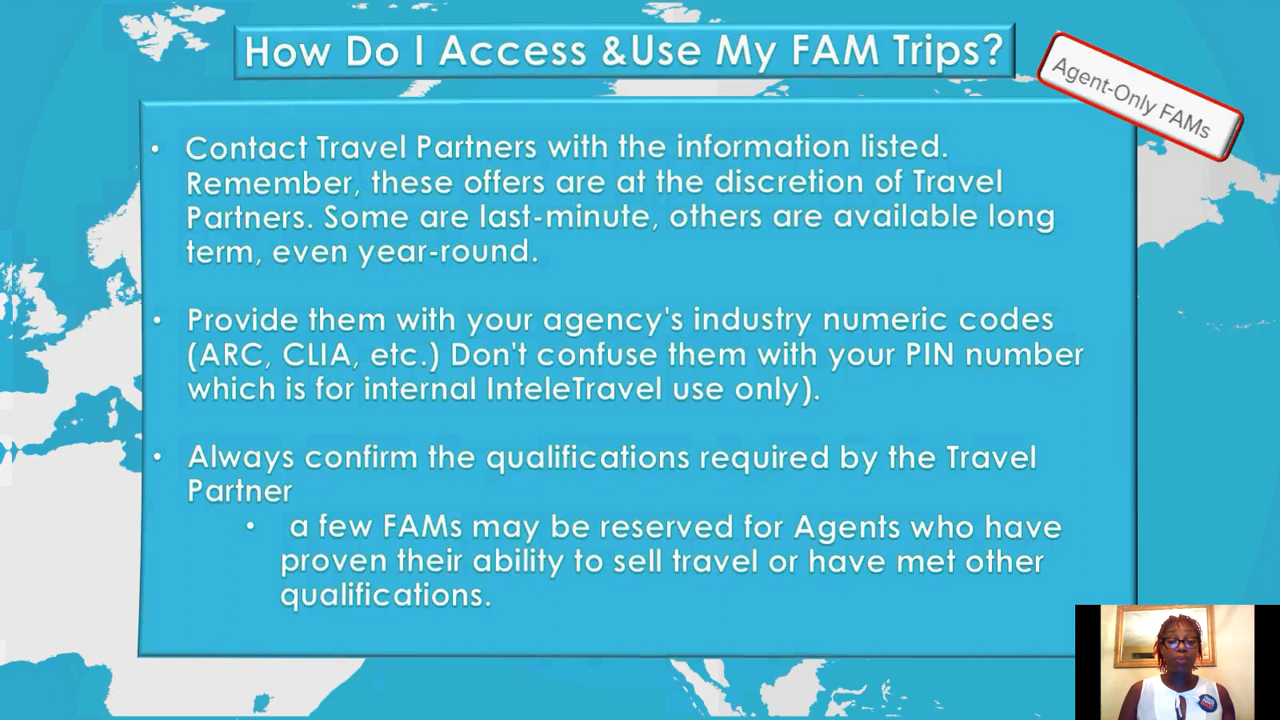 How Do I Access &Use My FAM Trips?
Agent-Only FAMs
• Contact Travel Partners with the information listed.
Remember, these offers are at the discretion of Travel
Partners. Some are last-minute, others are available long
term, even year-round.
• Provide them with your agency's industry numeric codes
(ARC, CLIA, etc.) Don't confuse them with your PIN number
which is for internal InteleTravel use only).
• Always confirm the qualifications required by the Travel
Partner
• a few FAMs may be reserved for Agents who have
proven their ability to sell travel or have met other
qualifications.